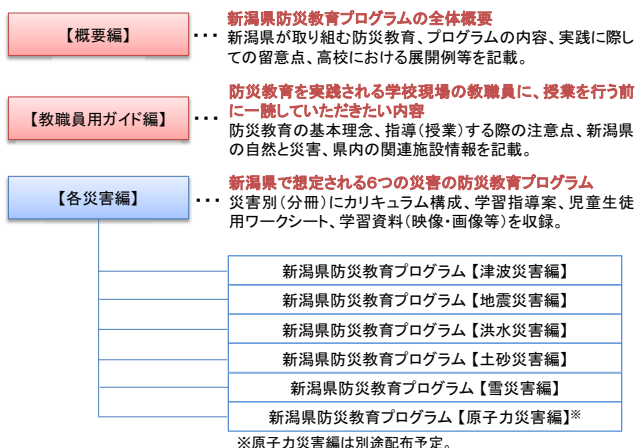 【概要編】
･･･
新潟県防災教育プログラムの全体概要
新潟県が取り組む防災教育、プログラムの内容、実践に際し
ての留意点、高校における展開例等を記載。
【教職員用ガイド編】
･･･
防災教育を実践される学校現場の教職員に、授業を行う前
に一読していただきたい内容
防災教育の基本理念、指導（授業）する際の注意点、新潟県
の自然と災害、県内の関連施設情報を記載。
【各災害編】
･･･
新潟県で想定される６つの災害の防災教育プログラム
災害別（分冊）にカリキュラム構成、学習指導案、児童生徒
用ワークシート、学習資料（映像・画像等）を収録。
新潟県防災教育プログラム【津波災害編】
新潟県防災教育プログラム【地震災害編】
新潟県防災教育プログラム【洪水災害編】
新潟県防災教育プログラム【土砂災害編】
新潟県防災教育プログラム【雪災害編】
新潟県防災教育プログラム【原子力災害編】※
※原子力災害編は別途配布予定。